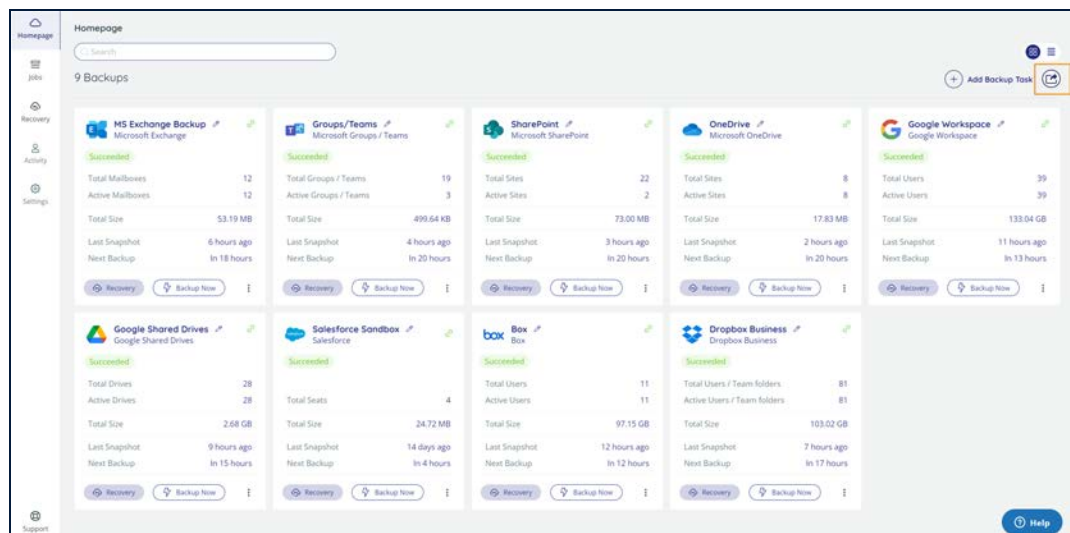 Homepage
Jobs
Recovery
Activity
Settings
Support
Homepage
Search
9 Backups
Add Backup Task
MS Exchange Backup
Microsoft Exchange
Succeeded
Total Mailboxes 12
Active Mailboxes 12
Total Size 53.19 MB
Last Snapshot 6 hours ago
Next Backup In 18 hours
Recovery Backup Now
Groups/Teams
Microsoft Groups / Teams
Succeeded
Total Groups / Teams 19
Active Groups / Teams 3
Total Size 499.64 KB
Last Snapshot 4 hours ago
Next Backup In 20 hours
Recovery Backup Now
SharePoint
Microsoft SharePoint
Succeeded
Total Sites 22
Active Sites 2
Total Size 73.00 MB
Last Snapshot 3 hours ago
Next Backup In 20 hours
Recovery Backup Now
OneDrive
Microsoft OneDrive
Succeeded
Total Sites 8
Active Sites 8
Total Size 17.83 MB
Last Snapshot 2 hours ago
Next Backup In 20 hours
Recovery Backup Now
Google Workspace
Google Workspace
Succeeded
Total Users 39
Active Users 39
Total Size 133.04 GB
Last Snapshot 11 hours ago
Next Backup In 13 hours
Recovery Backup Now
Google Shared Drives
Google Shared Drives
Succeeded
Total Drives 28
Active Drives 28
Total Size 2.68 GB
Last Snapshot 9 hours ago
Next Backup In 15 hours
Recovery Backup Now
Salesforce Sandbox
Salesforce
Succeeded
Total Seats 4
Total Size 24.72 MB
Last Snapshot 14 days ago
Next Backup In 4 hours
Recovery Backup Now
box Box
Box
Succeeded
Total Users 11
Active Users 11
Total Size 97.15 GB
Last Snapshot 12 hours ago
Next Backup In 12 hours
Recovery Backup Now
Dropbox Business
Dropbox Business
Succeeded
Total Users / Team folders 81
Active Users / Team folders 81
Total Size 103.02 GB
Last Snapshot 7 hours ago
Next Backup In 17 hours
Recovery Backup Now
Help